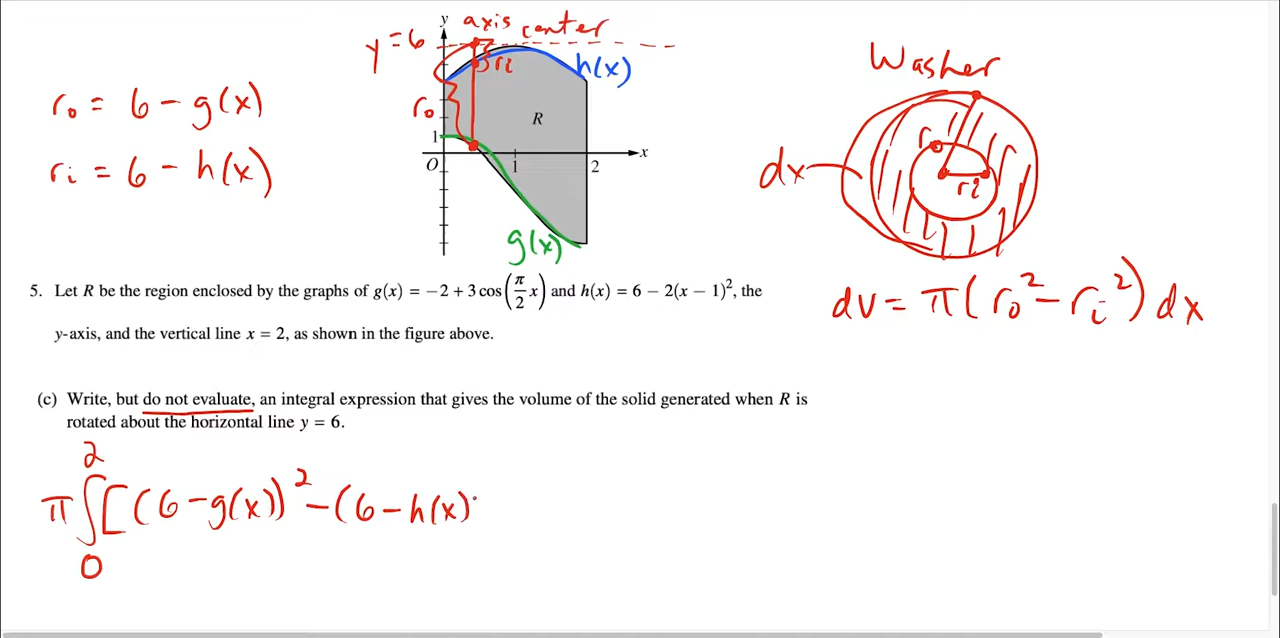 y = 6 axis center
y
r₀ = 6 - g(x)
rᵢ = 6 - h(x)
rᵢ
h(x)
r₀
R
1
O
1
2
x
g(x)
Washer
r₀
rᵢ
dx
dv = π(r₀² - rᵢ²) dx
5. Let R be the region enclosed by the graphs of g(x) = −2 + 3 cos(π/2 x) and h(x) = 6 − 2(x − 1)², the
y-axis, and the vertical line x = 2, as shown in the figure above.
(c) Write, but do not evaluate, an integral expression that gives the volume of the solid generated when R is
rotated about the horizontal line y = 6.
π ∫₀² [(6 - g(x))² - (6 - h(x)